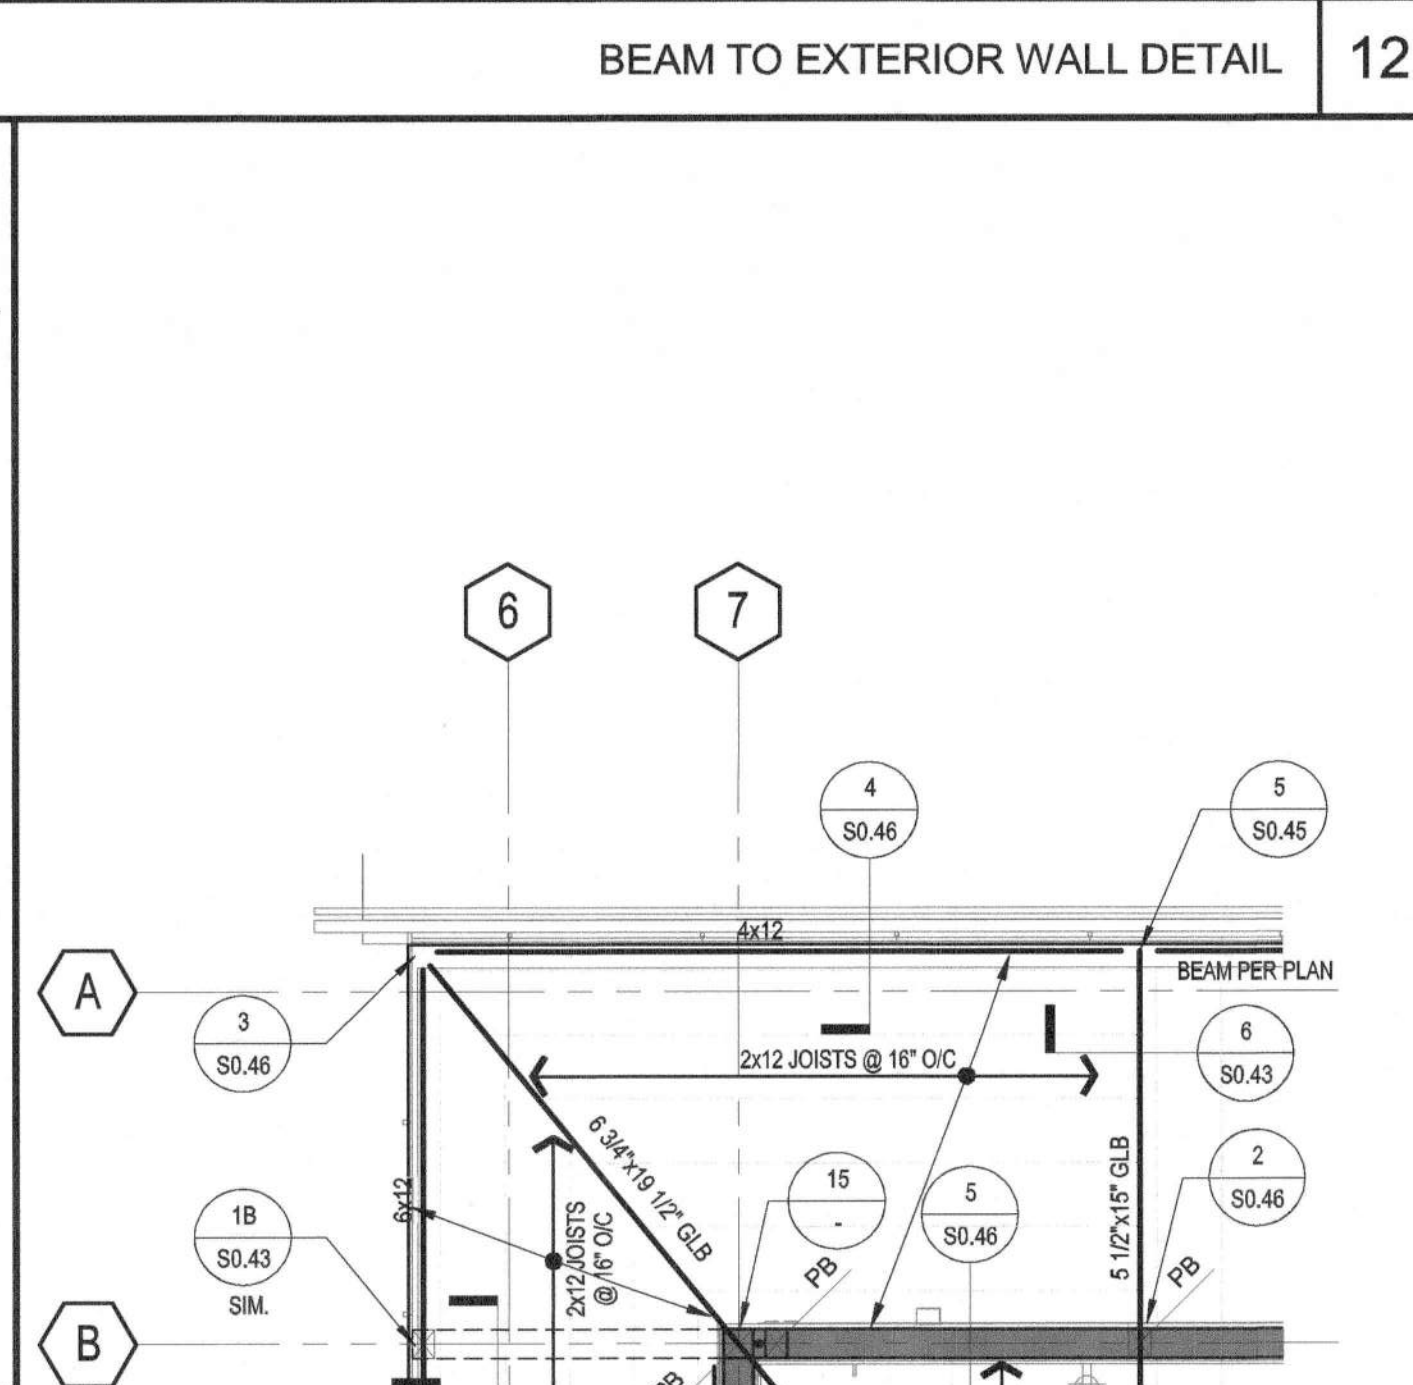 BEAM TO EXTERIOR WALL DETAIL
12
6
7
4
S0.46
5
S0.45
4x12
A
BEAM PER PLAN
3
S0.46
6
S0.43
2x12 JOISTS @ 16" O/C
6 3/4"x19 1/2" GLB
5 1/2"x15" GLB
6x12
2x12 JOISTS
@ 16" O/C
15
-
5
S0.46
2
S0.46
1B
S0.43
SIM.
PB
PB
B